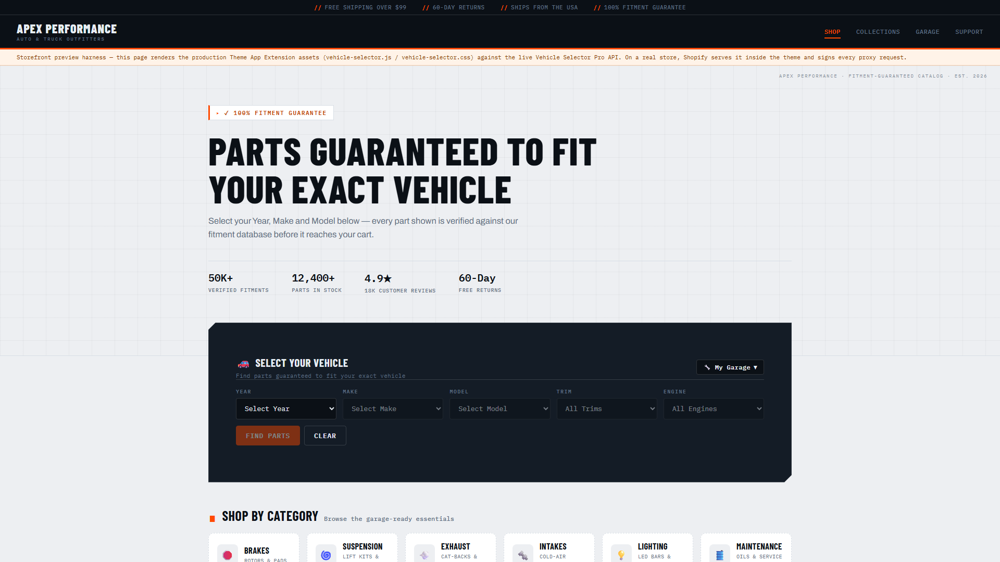 // FREE SHIPPING OVER $99 // 60-DAY RETURNS // SHIPS FROM THE USA // 100% FITMENT GUARANTEE
APEX PERFORMANCE
AUTO & TRUCK OUTFITTERS
SHOP COLLECTIONS GARAGE SUPPORT
Storefront preview harness — this page renders the production Theme App Extension assets (vehicle-selector.js / vehicle-selector.css) against the live Vehicle Selector Pro API. On a real store, Shopify serves it inside the theme and signs every proxy request.
APEX PERFORMANCE · FITMENT-GUARANTEED CATALOG · EST. 2026
▸ ✓ 100% FITMENT GUARANTEE
PARTS GUARANTEED TO FIT
YOUR EXACT VEHICLE
Select your Year, Make and Model below — every part shown is verified against our
fitment database before it reaches your cart.
50K+ 12,400+ 4.9★ 60-Day
VERIFIED FITMENTS PARTS IN STOCK 18K CUSTOMER REVIEWS FREE RETURNS
SELECT YOUR VEHICLE
Find parts guaranteed to fit your exact vehicle
My Garage ▼
YEAR MAKE MODEL TRIM ENGINE
Select Year Select Make Select Model All Trims All Engines
FIND PARTS CLEAR
SHOP BY CATEGORY Browse the garage-ready essentials
BRAKES SUSPENSION EXHAUST INTAKES LIGHTING MAINTENANCE
ROTORS & PADS LIFT KITS & CAT-BACKS & COLD-AIR LED BARS & OILS & SERVICE